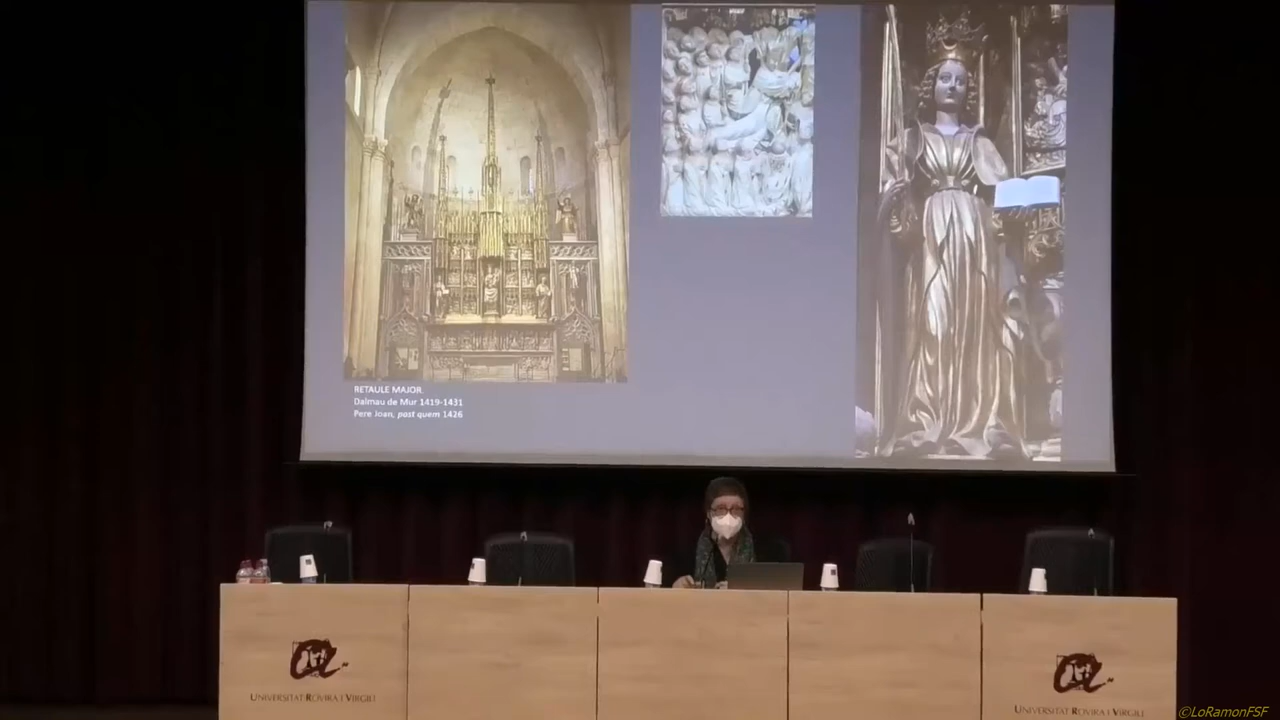 RETAULE MAJOR
Dalmau de Mur 1419-1431
Pere Joan, post quem 1426
UNIVERSITAT ROVIRA I VIRGILI
UNIVERSITAT ROVIRA I VIRGILI
©LoRamonFSF